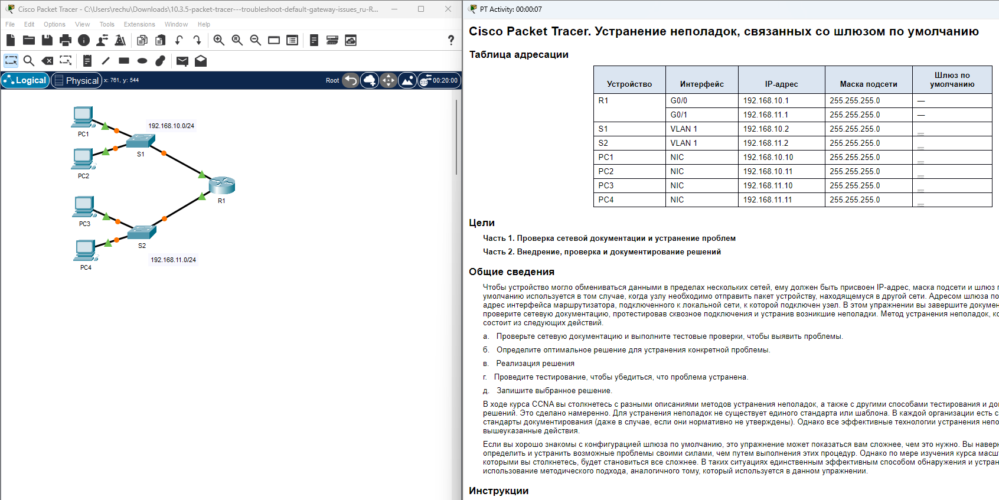 Cisco Packet Tracer - C:\Users\rechu\Downloads\10.3.5-packet-tracer---troubleshoot-default-gateway-issues_ru-R...
File Edit Options View Tools Extensions Window Help
Logical Physical x: 761, y: 544 Root 00:20:00
PC1
192.168.10.0/24
S1
PC2
R1
PC3
S2
192.168.11.0/24
PC4
PT Activity: 00:00:07
Cisco Packet Tracer. Устранение неполадок, связанных со шлюзом по умолчанию
Таблица адресации
Устройство Интерфейс IP-адрес Маска подсети Шлюз по умолчанию
R1 G0/0 192.168.10.1 255.255.255.0 —
G0/1 192.168.11.1 255.255.255.0 —
S1 VLAN 1 192.168.10.2 255.255.255.0
S2 VLAN 1 192.168.11.2 255.255.255.0
PC1 NIC 192.168.10.10 255.255.255.0
PC2 NIC 192.168.10.11 255.255.255.0
PC3 NIC 192.168.11.10 255.255.255.0
PC4 NIC 192.168.11.11 255.255.255.0
Цели
Часть 1. Проверка сетевой документации и устранение проблем
Часть 2. Внедрение, проверка и документирование решений
Общие сведения
Чтобы устройство могло обмениваться данными в пределах нескольких сетей, ему должен быть присвоен IP-адрес, маска подсети и шлюз
умолчанию используется в том случае, когда узлу необходимо отправить пакет устройству, находящемуся в другой сети. Адресом шлюза по
адрес интерфейса маршрутизатора, подключенного к локальной сети, к которой подключен узел. В этом упражнении вы завершите докумен
проверите сетевую документацию, протестировав сквозное подключения и устранив возникшие неполадки. Метод устранения неполадок, ко
состоит из следующих действий.
а. Проверьте сетевую документацию и выполните тестовые проверки, чтобы выявить проблемы.
б. Определите оптимальное решение для устранения конкретной проблемы.
в. Реализация решения
г. Проведите тестирование, чтобы убедиться, что проблема устранена.
д. Запишите выбранное решение.
В ходе курса CCNA вы столкнетесь с разными описаниями методов устранения неполадок, а также с другими способами тестирования и до
решений. Это сделано намеренно. Для устранения неполадок не существует единого стандарта или шаблона. В каждой организации есть с
стандарты документирования (даже в случае, если они нормативно не утверждены). Однако все эффективные технологии устранения непо
вышеуказанные действия.
Если вы хорошо знакомы с конфигурацией шлюза по умолчанию, это упражнение может показаться вам сложнее, чем это нужно. Вы наверн
определить и устранить возможные проблемы своими силами, чем путем выполнения этих процедур. Однако по мере изучения курса масш
которыми вы столкнетесь, будет становиться все сложнее. В таких ситуациях единственным эффективным способом обнаружения и устран
использование методического подхода, аналогичного тому, который используется в данном упражнении.
Инструкции